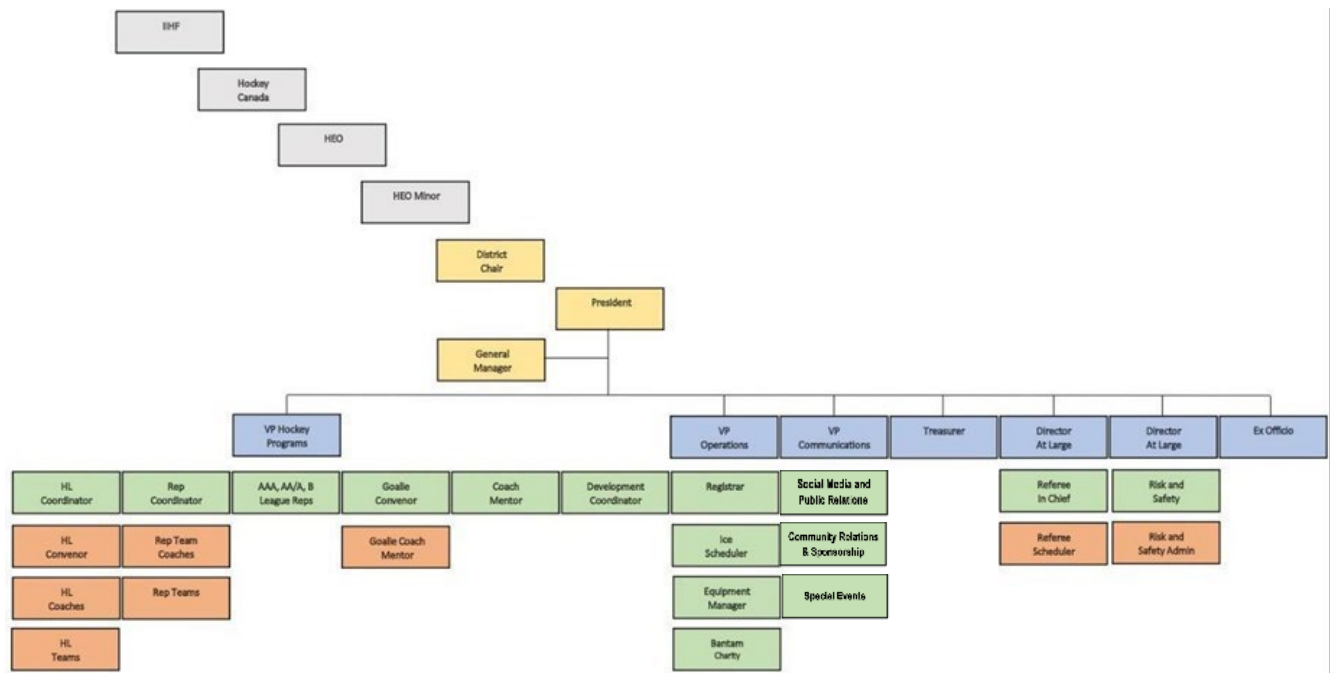 IIHF
Hockey
Canada
HEO
HEO Minor
District
Chair
President
General
Manager
VP Hockey
Programs
VP
Operations
VP
Communications
Treasurer
Director
At Large
Director
At Large
Ex Officio
HL
Coordinator
Rep
Coordinator
AAA, AA/A, B
League Reps
Goalie
Convenor
Coach
Mentor
Development
Coordinator
Registrar
Social Media and
Public Relations
Referee
In Chief
Risk and
Safety
HL
Convenor
Rep Team
Coaches
Goalie Coach
Mentor
Ice
Scheduler
Community Relations
& Sponsorship
Referee
Scheduler
Risk and
Safety Admin
HL
Coaches
Rep Teams
Equipment
Manager
Special Events
HL
Teams
Bantam
Charity